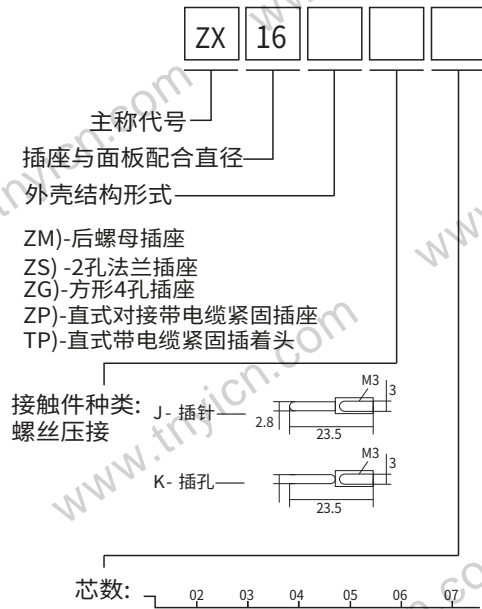 ZX 16
主称代号
插座与面板配合直径
外壳结构形式
ZM)-后螺母插座
ZS) -2孔法兰插座
ZG)-方形4孔插座
ZP)-直式对接带电缆紧固插座
TP)-直式带电缆紧固插着头
接触件种类:
螺丝压接
J- 插针
M3
3
2.8
23.5
K- 插孔
M3
3
23.5
芯数:
02 03 04 05 06 07
www.tnyicn.com